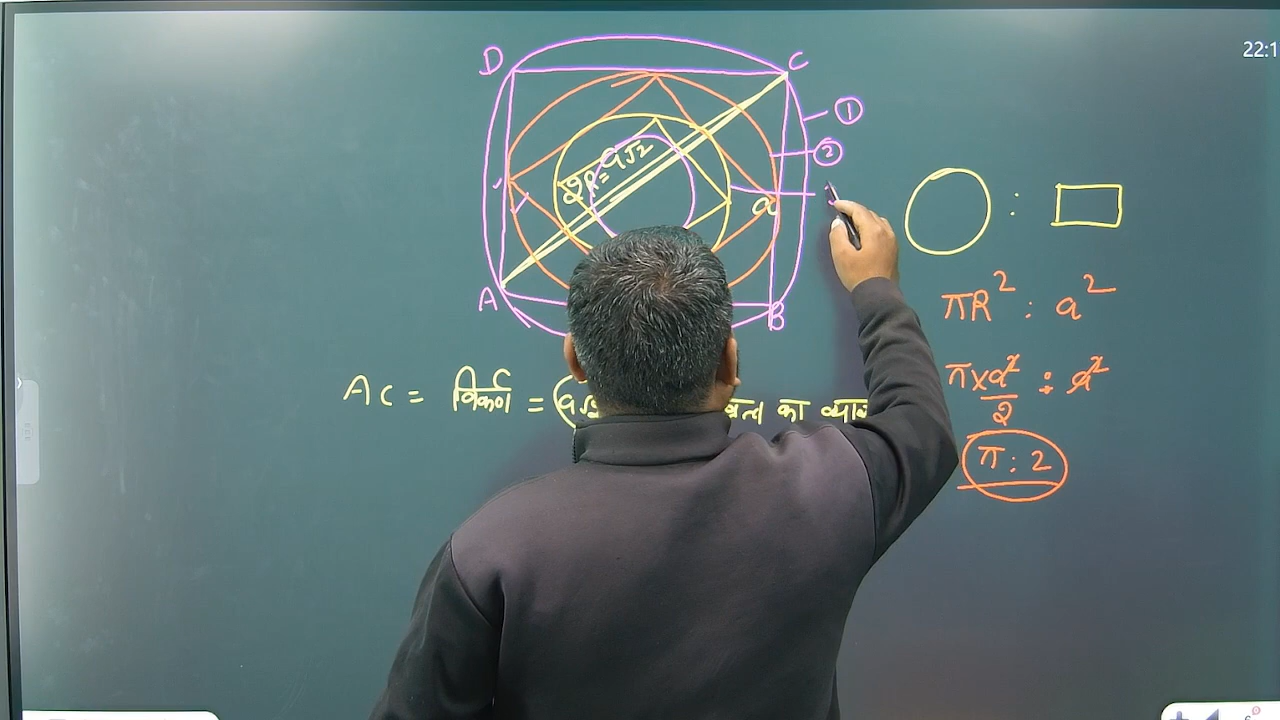 22:1
D
C
①
②
2R = a√2
a
A
B
○ : ▭
πR² : a²
AC = विकर्ण = वृत्त का
π×a²/2 : a²
π : 2